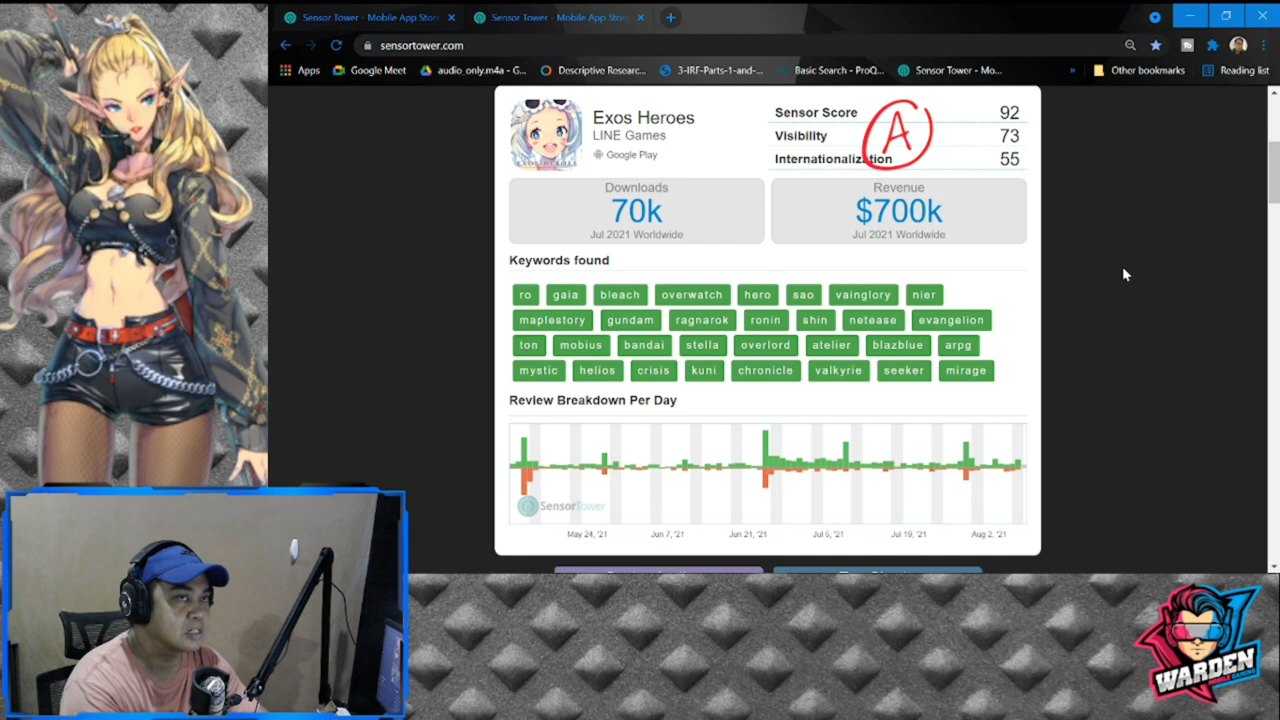 Sensor Tower - Mobile App Stor
Sensor Tower - Mobile App Stor
sensortower.com
Apps
Google Meet
audio_only.m4a - G...
Descriptive Researc...
3-IRF-Parts-1-and-...
Basic Search - ProQ...
Sensor Tower - Mo...
»
Other bookmarks
Reading list
Exos Heroes
LINE Games
Google Play
Sensor Score 92
Visibility 73
Internationalization 55
A
Downloads
70k
Jul 2021 Worldwide
Revenue
$700k
Jul 2021 Worldwide
Keywords found
ro gaia bleach overwatch hero sao vainglory nier
maplestory gundam ragnarok ronin shin netease evangelion
ton mobius bandai stella overlord atelier blazblue arpg
mystic helios crisis kuni chronicle valkyrie seeker mirage
Review Breakdown Per Day
SensorTower
May 24, '21 Jun 7, '21 Jun 21, '21 Jul 5, '21 Jul 19, '21 Aug 2, '21
WARDEN
MOBILE GAMING